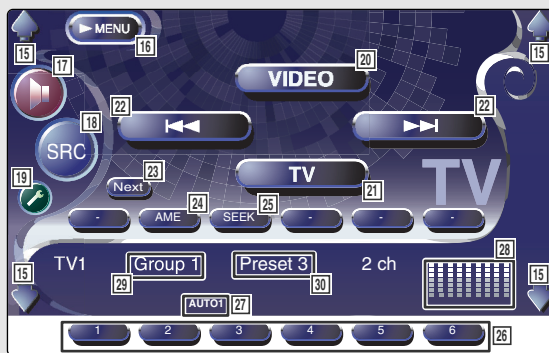 15 ► MENU 16 15
17 20
VIDEO
22 22
18
SRC
23 TV TV
19 Next 24 25 21
- AME SEEK - - -
28
TV1 Group 1 Preset 3 2 ch
15 29 30 15
AUTO1 27
1 2 3 4 5 6 26